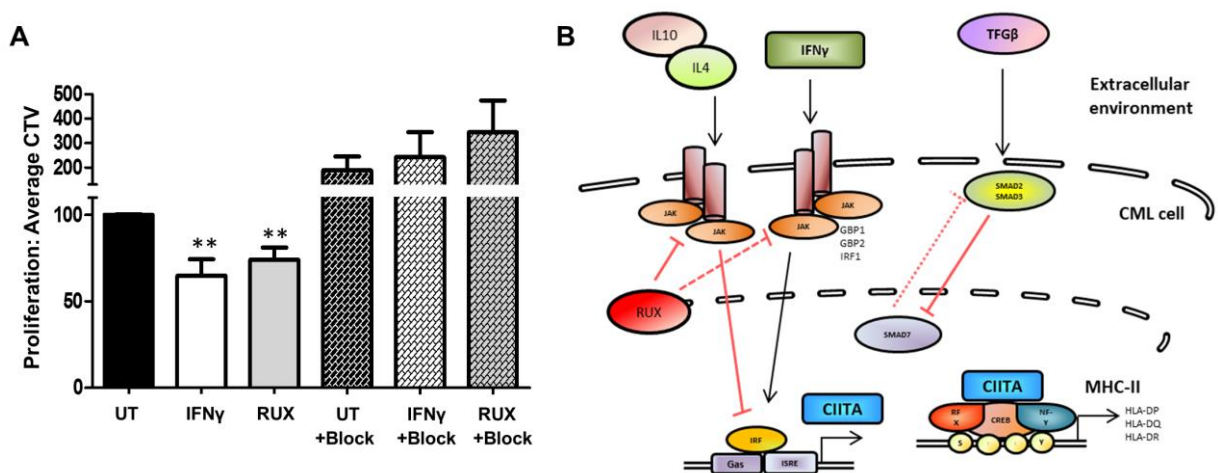 A
Proliferation: Average CTV
500
400
300
200
100
50
0
**
**
UT
IFNγ
RUX
UT
+Block
IFNγ
+Block
RUX
+Block
B
IL10
IL4
IFNγ
TFGβ
Extracellular
environment
JAK
JAK
JAK
JAK
GBP1
GBP2
IRF1
SMAD2
SMAD3
CML cell
RUX
SMAD7
CIITA
IRF
Gas
ISRE
CIITA
MHC-II
RF
X
CREB
NF-
Y
S
Y
HLA-DP
HLA-DQ
HLA-DR